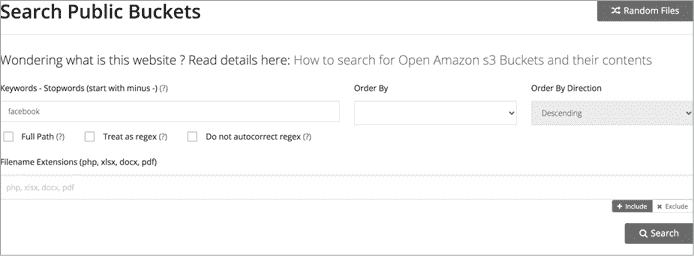 Search Public Buckets
Random Files
Wondering what is this website ? Read details here: How to search for Open Amazon s3 Buckets and their contents
Keywords - Stopwords (start with minus -) (?)
Order By
Order By Direction
facebook
Descending
Full Path (?)
Treat as regex (?)
Do not autocorrect regex (?)
Filename Extensions (php, xlsx, docx, pdf)
php, xlsx, docx, pdf
+ Include
× Exclude
Search